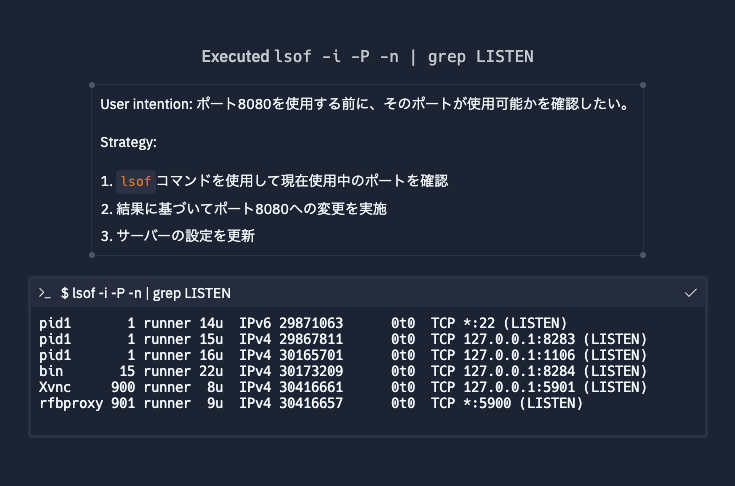 Executed lsof -i -P -n | grep LISTEN
User intention: ポート8080を使用する前に、そのポートが使用可能かを確認したい。
Strategy:
1. lsofコマンドを使用して現在使用中のポートを確認
2. 結果に基づいてポート8080への変更を実施
3. サーバーの設定を更新
>_ $ lsof -i -P -n | grep LISTEN
pid1       1 runner 14u  IPv6 29871063      0t0  TCP *:22 (LISTEN)
pid1       1 runner 15u  IPv4 29867811      0t0  TCP 127.0.0.1:8283 (LISTEN)
pid1       1 runner 16u  IPv4 30165701      0t0  TCP 127.0.0.1:1106 (LISTEN)
bin       15 runner 22u  IPv4 30173209      0t0  TCP 127.0.0.1:8284 (LISTEN)
Xvnc     900 runner  8u  IPv4 30416661      0t0  TCP 127.0.0.1:5901 (LISTEN)
rfbproxy 901 runner  9u  IPv4 30416657      0t0  TCP *:5900 (LISTEN)